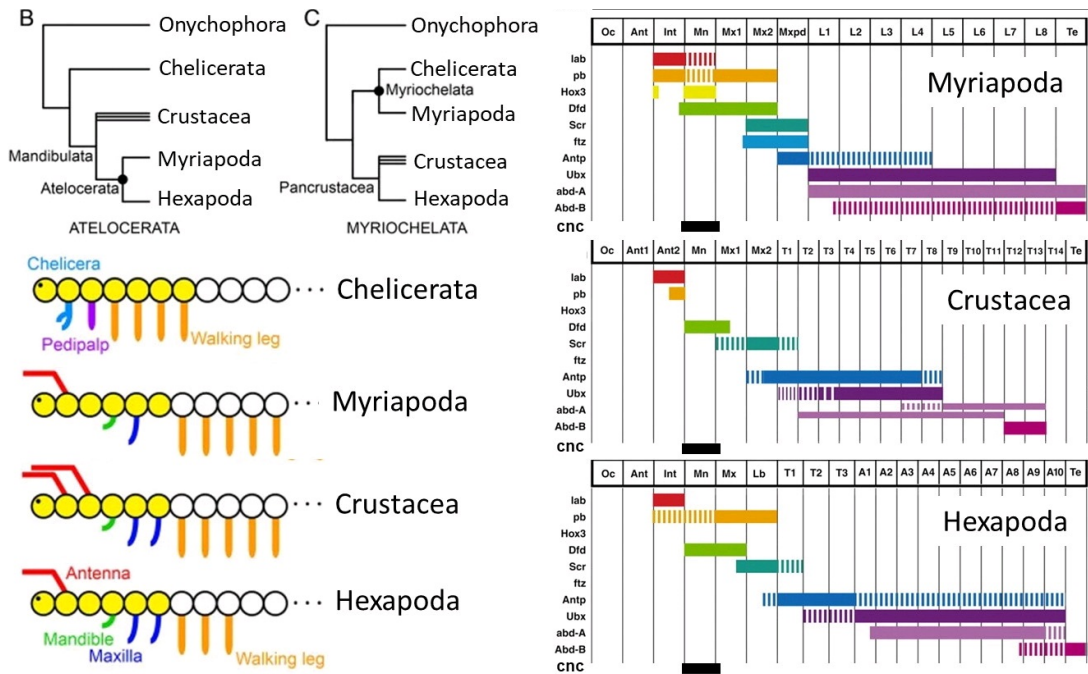 B
Onychophora
Chelicerata
Crustacea
Mandibulata
Myriapoda
Atelocerata
Hexapoda
ATELOCERATA
C
Onychophora
Chelicerata
Myriochelata
Myriapoda
Crustacea
Pancrustacea
Hexapoda
MYRIOCHELATA
Chelicera
··· Chelicerata
Pedipalp
Walking leg
··· Myriapoda
··· Crustacea
Antenna
··· Hexapoda
Mandible
Maxilla
Walking leg
Oc Ant Int Mn Mx1 Mx2 Mxpd L1 L2 L3 L4 L5 L6 L7 L8 Te
Myriapoda
lab
pb
Hox3
Dfd
Scr
ftz
Antp
Ubx
abd-A
Abd-B
cnc
Oc Ant1 Ant2 Mn Mx1 Mx2 T1 T2 T3 T4 T5 T6 T7 T8 T9 T10 T11 T12 T13 T14 Te
Crustacea
lab
pb
Hox3
Dfd
Scr
ftz
Antp
Ubx
abd-A
Abd-B
cnc
Oc Ant Int Mn Mx Lb T1 T2 T3 A1 A2 A3 A4 A5 A6 A7 A8 A9 A10 Te
Hexapoda
lab
pb
Hox3
Dfd
Scr
ftz
Antp
Ubx
abd-A
Abd-B
cnc